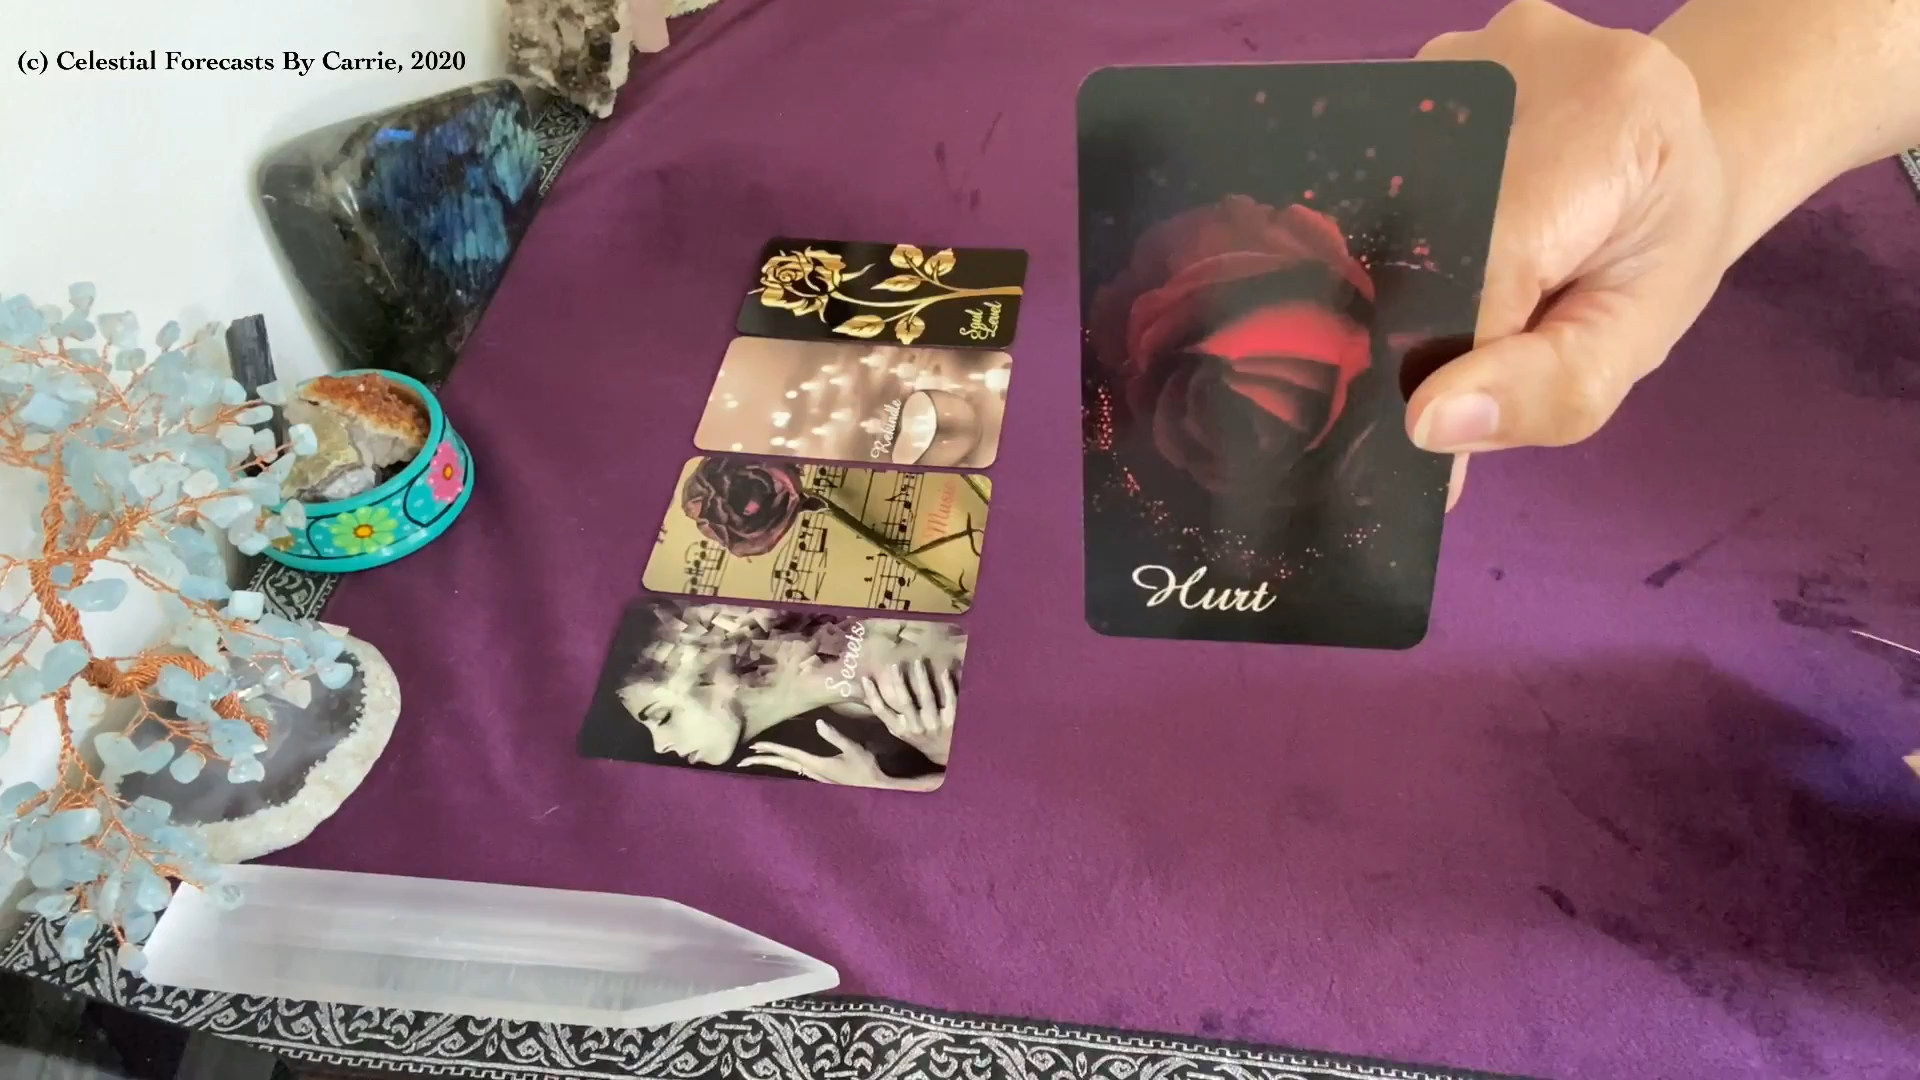 (c) Celestial Forecasts By Carrie, 2020
Soul
Level
Rekindle
Music
Secrets
Hurt